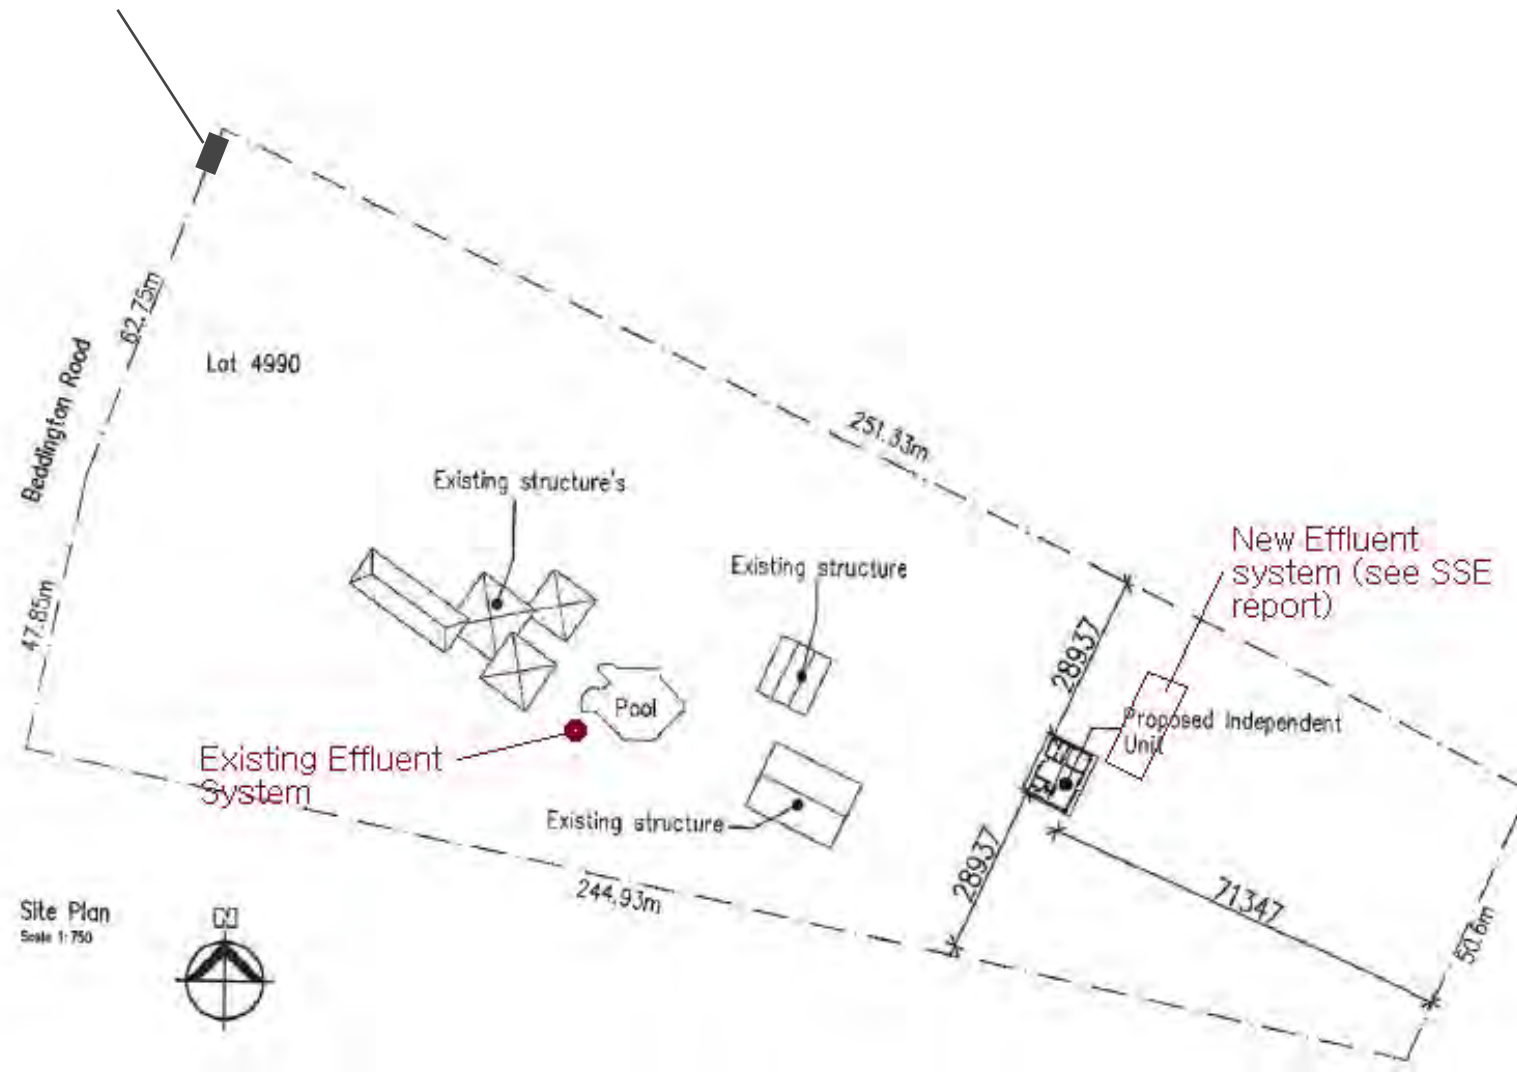 62.75m
Beddington Road
Lot 4990
251.33m
Existing structure's
Existing structure
New Effluent
system (see SSE
report)
47.85m
28937
Pool
Proposed Independent
Unit
Existing Effluent
System
Existing structure
28937
71347
244.93m
50.6m
Site Plan
Scale 1:750